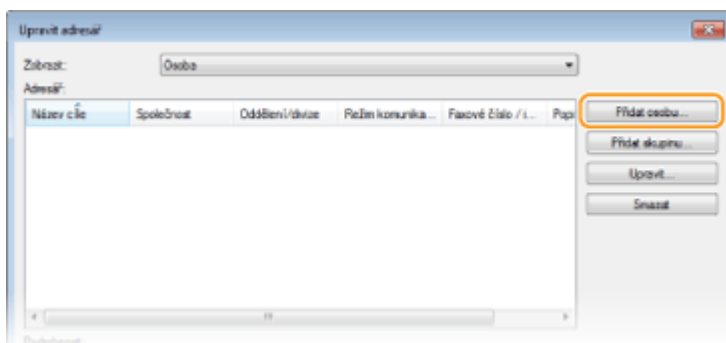 Upravit adresář
Zobrazit: Osoba
Adresář:
Název cíle Společnost Oddělení/divize Režim komunika... Faxové číslo / i... Popi
Přidat osobu...
Přidat skupinu...
Upravit...
Smazat